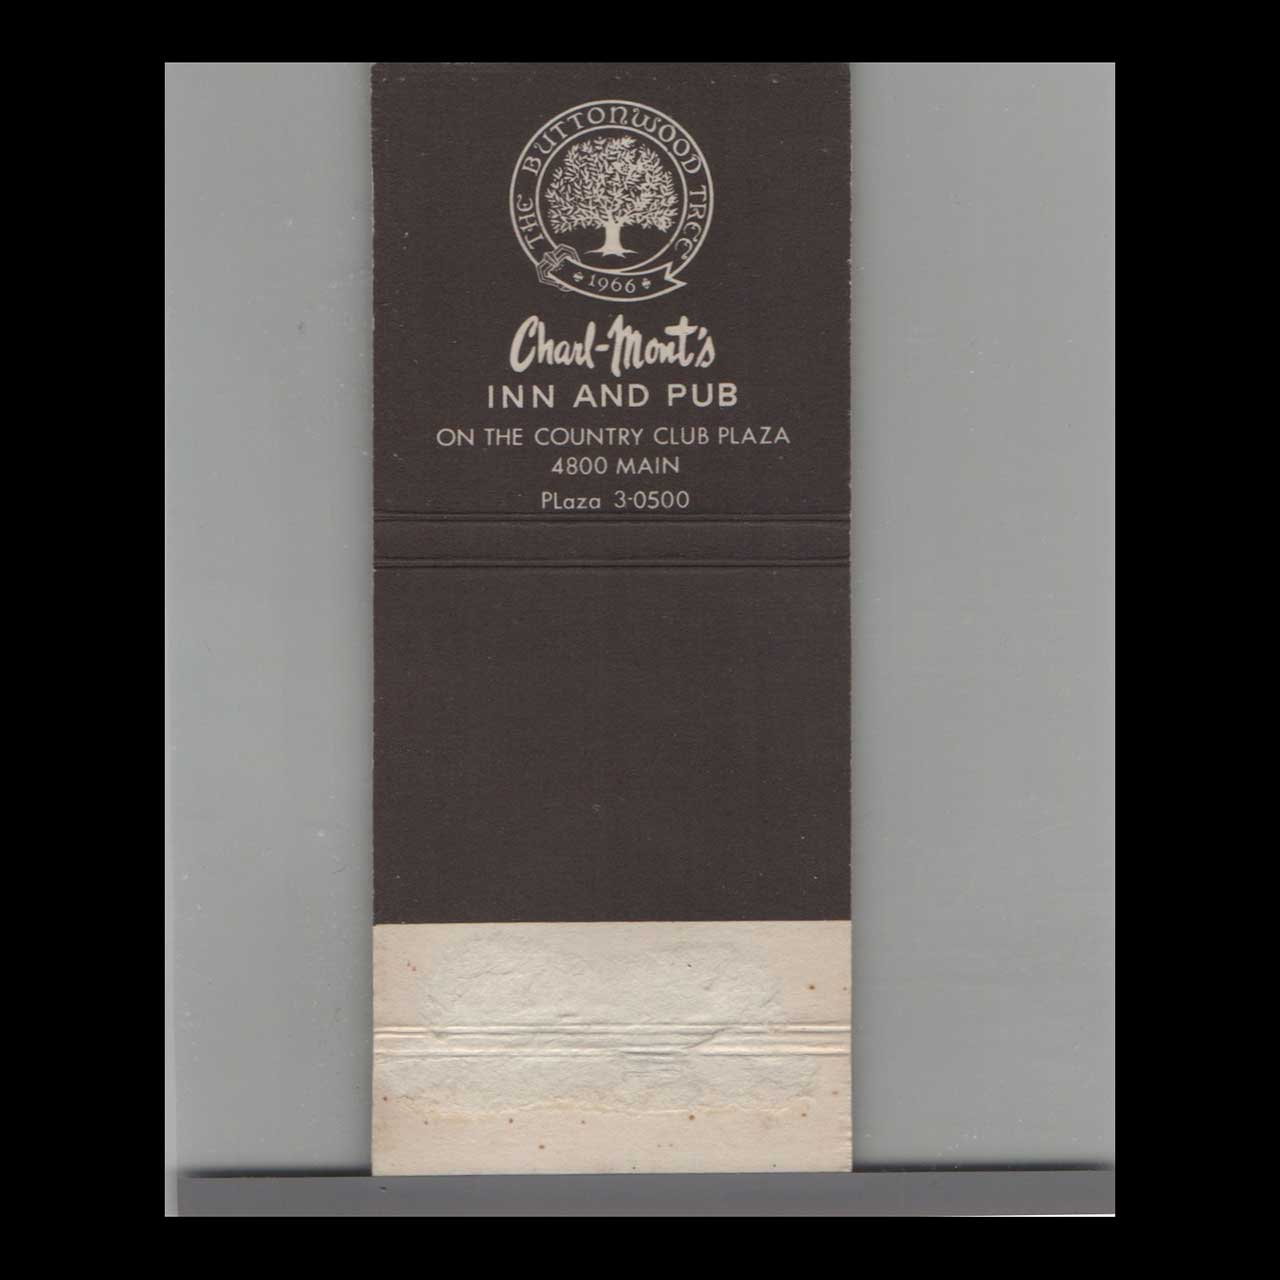 THE BUTTONWOOD TREE
1966
Charl-Mont's
INN AND PUB
ON THE COUNTRY CLUB PLAZA
4800 MAIN
PLaza 3-0500